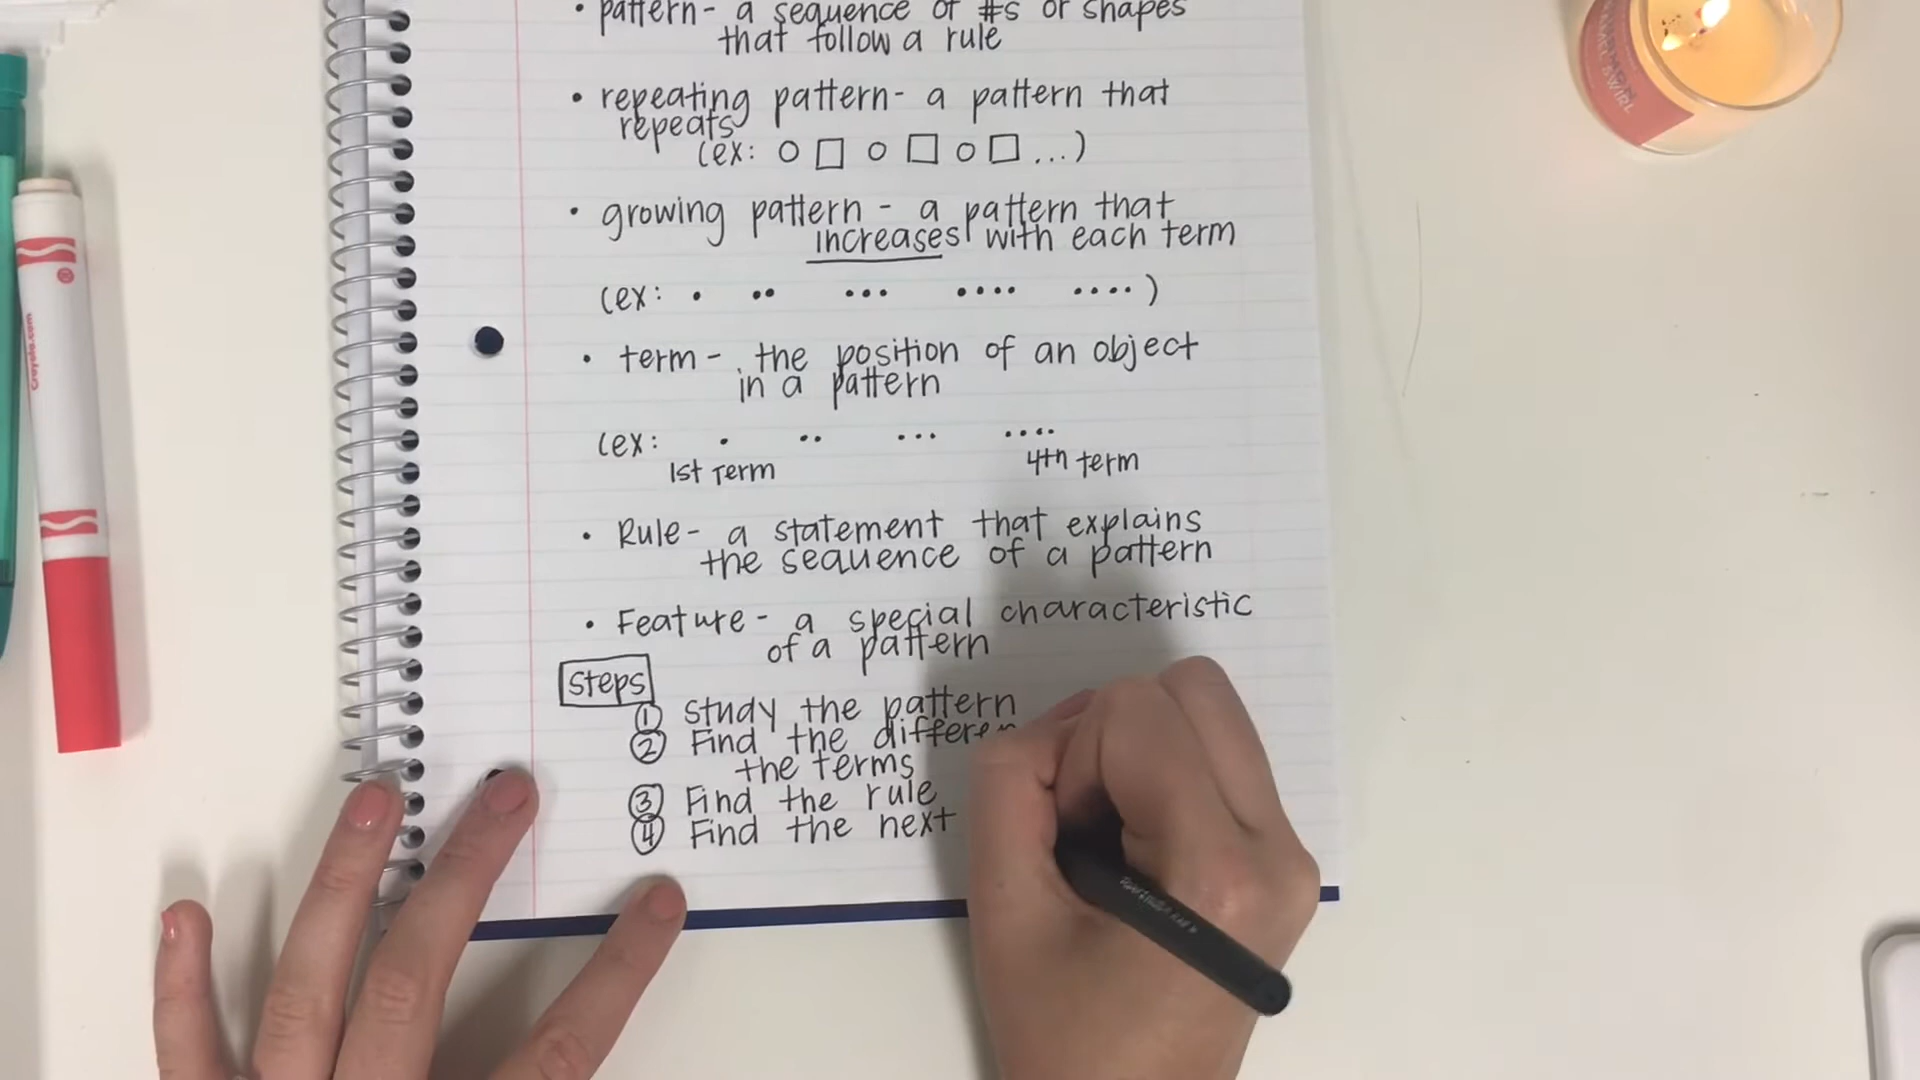 • pattern - a sequence of #s or shapes
that follow a rule
• repeating pattern - a pattern that
repeats
(ex: ○ □ ○ □ ○ □ ...)
• growing pattern - a pattern that
increases with each term
(ex: • •• ••• •••• •••• )
• term - the position of an object
in a pattern
(ex: • •• ••• ••••
1st Term 4th term
• Rule - a statement that explains
the sequence of a pattern
• Feature - a special characteristic
of a pattern
Steps
① Study the pattern
② Find the
the terms
③ Find the rule
④ Find the next
Crayola.com
SWIRL